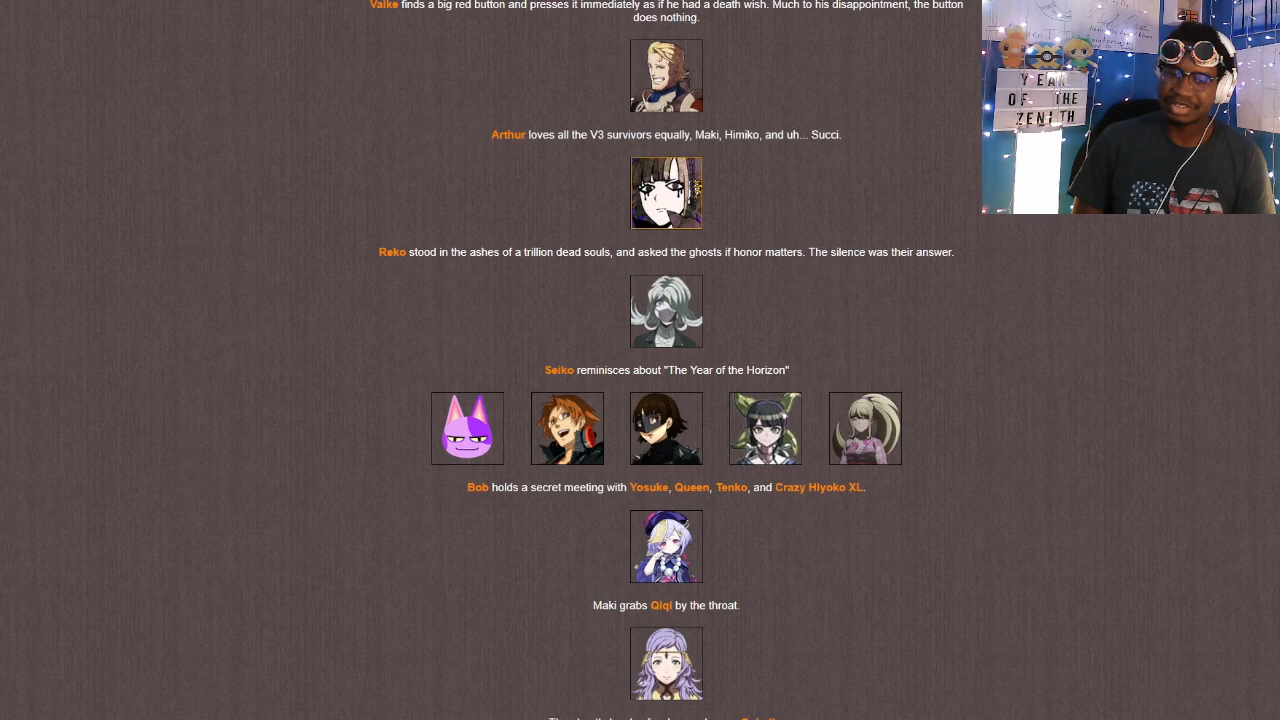 Vaike finds a big red button and presses it immediately as if he had a death wish. Much to his disappointment, the button
does nothing.
YEAR
OF THE
ZENITH
Arthur loves all the V3 survivors equally, Maki, Himiko, and uh... Succi.
Reko stood in the ashes of a trillion dead souls, and asked the ghosts if honor matters. The silence was their answer.
Seiko reminisces about "The Year of the Horizon"
Bob holds a secret meeting with Yosuke, Queen, Tenko, and Crazy Hiyoko XL.
Maki grabs Qiqi by the throat.